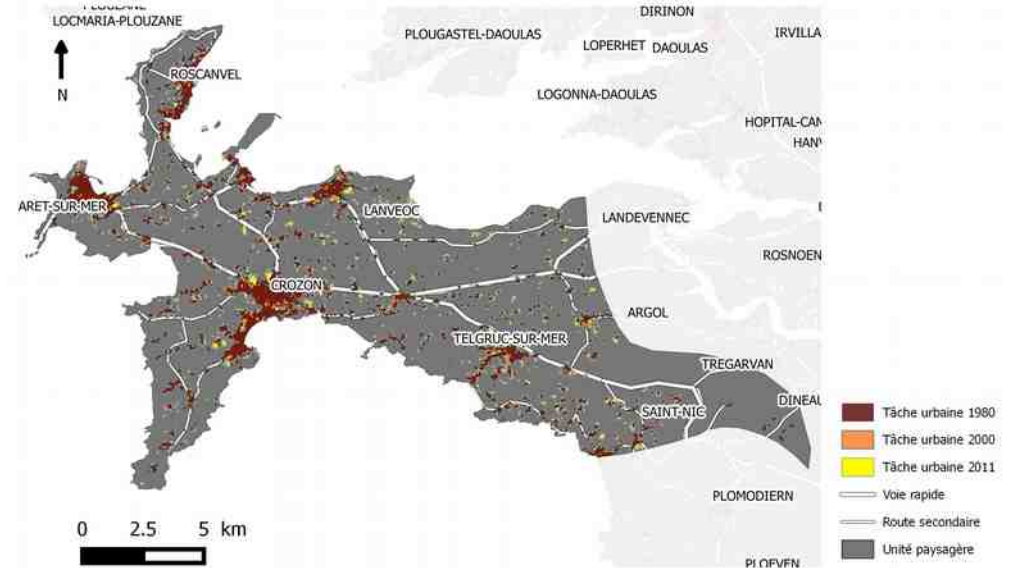 LOCMARIA-PLOUZANE
DIRINON
PLOUGASTEL-DAOULAS
IRVILLA
LOPERHET
DAOULAS
ROSCANVEL
N
LOGONNA-DAOULAS
HOPITAL-CAM
HANV
ARET-SUR-MER
LANVEOC
LANDEVENNEC
ROSNOEN
CROZON
ARGOL
TELGRUC-SUR-MER
TREGARVAN
DINEAU
SAINT-NIC
Tâche urbaine 1980
Tâche urbaine 2000
Tâche urbaine 2011
Voie rapide
Route secondaire
Unité paysagère
PLOMODIERN
0 2.5 5 km
PLOEVEN